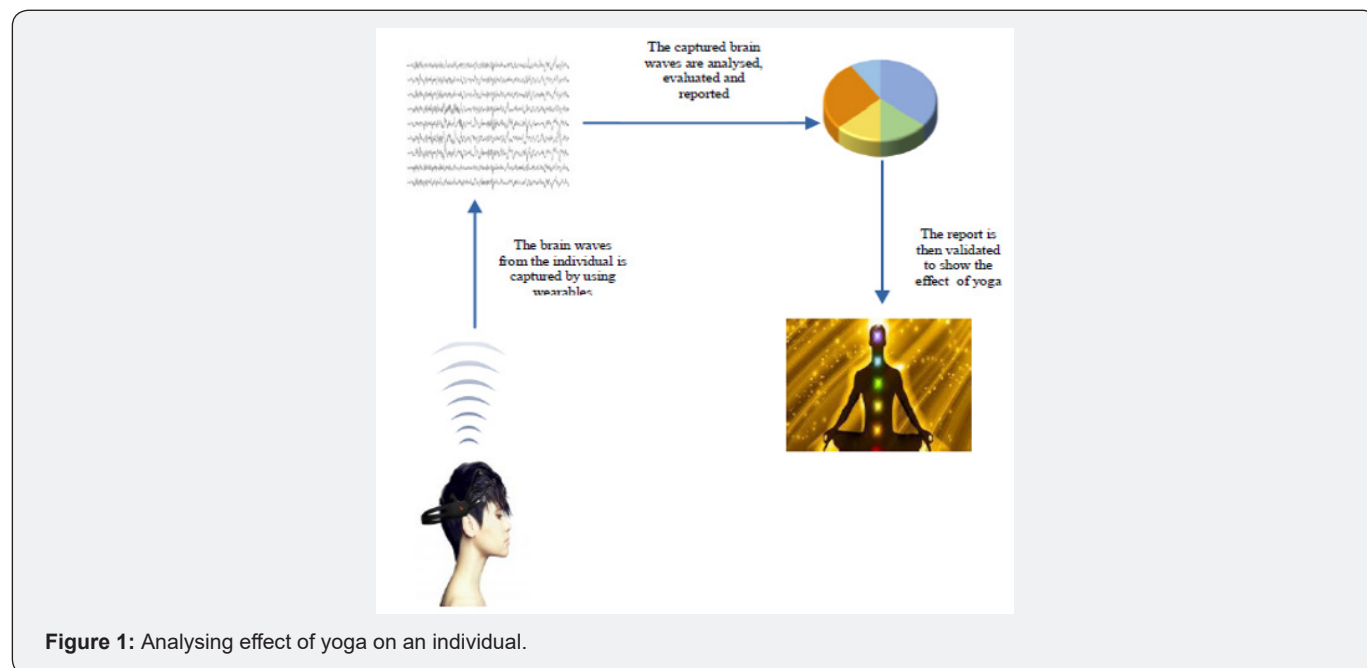 The captured brain
waves are analysed,
evaluated and
reported
The brain waves
from the individual is
captured by using
wearables
The report is
then validated
to show the
effect of yoga
Figure 1: Analysing effect of yoga on an individual.